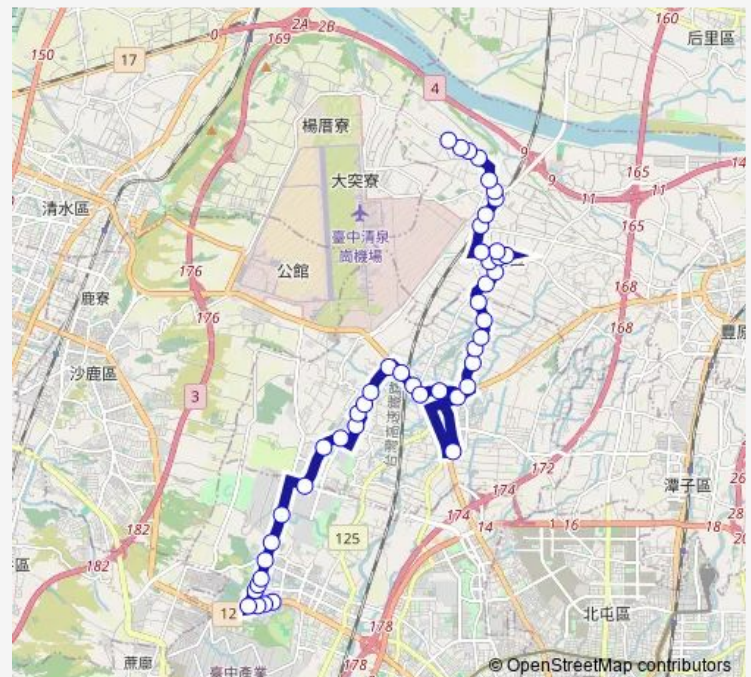 160
后里區
150
0
2A
2B
169
17
4
楊厝寮
9
165
14
大突寮
9
11
11
165
清水區
臺中清泉
崗機場
公館
176
168
鹿寮
176
168
豐原
沙鹿區
3
172
潭子區
182
174
174
14
1
16
18
125
182
12
北屯區
178
蔗廍
臺中產業
178
© OpenStreetMap contributors